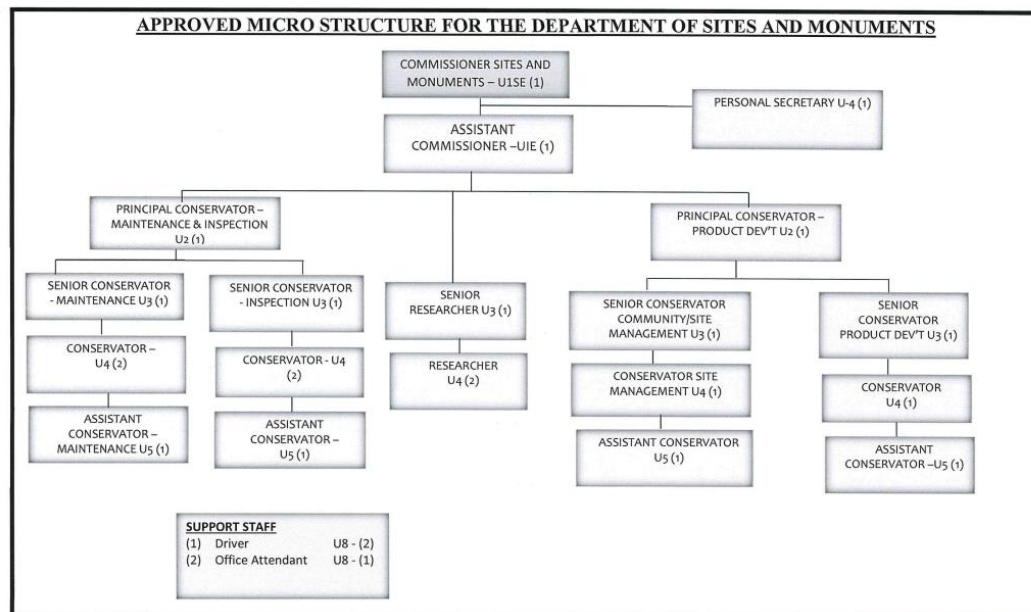 APPROVED MICRO STRUCTURE FOR THE DEPARTMENT OF SITES AND MONUMENTS
COMMISSIONER SITES AND
MONUMENTS – U1SE (1)
PERSONAL SECRETARY U-4 (1)
ASSISTANT
COMMISSIONER –UIE (1)
PRINCIPAL CONSERVATOR –
MAINTENANCE & INSPECTION
U2 (1)
PRINCIPAL CONSERVATOR –
PRODUCT DEV'T U2 (1)
SENIOR CONSERVATOR
- MAINTENANCE U3 (1)
SENIOR CONSERVATOR
- INSPECTION U3 (1)
SENIOR
RESEARCHER U3 (1)
SENIOR CONSERVATOR
COMMUNITY/SITE
MANAGEMENT U3 (1)
SENIOR
CONSERVATOR
PRODUCT DEV'T U3 (1)
CONSERVATOR –
U4 (2)
CONSERVATOR - U4
(2)
RESEARCHER
U4 (2)
CONSERVATOR SITE
MANAGEMENT U4 (1)
CONSERVATOR
U4 (1)
ASSISTANT
CONSERVATOR –
MAINTENANCE U5 (1)
ASSISTANT
CONSERVATOR –
U5 (1)
ASSISTANT CONSERVATOR
U5 (1)
ASSISTANT
CONSERVATOR –U5 (1)
SUPPORT STAFF
(1) Driver U8 - (2)
(2) Office Attendant U8 - (1)